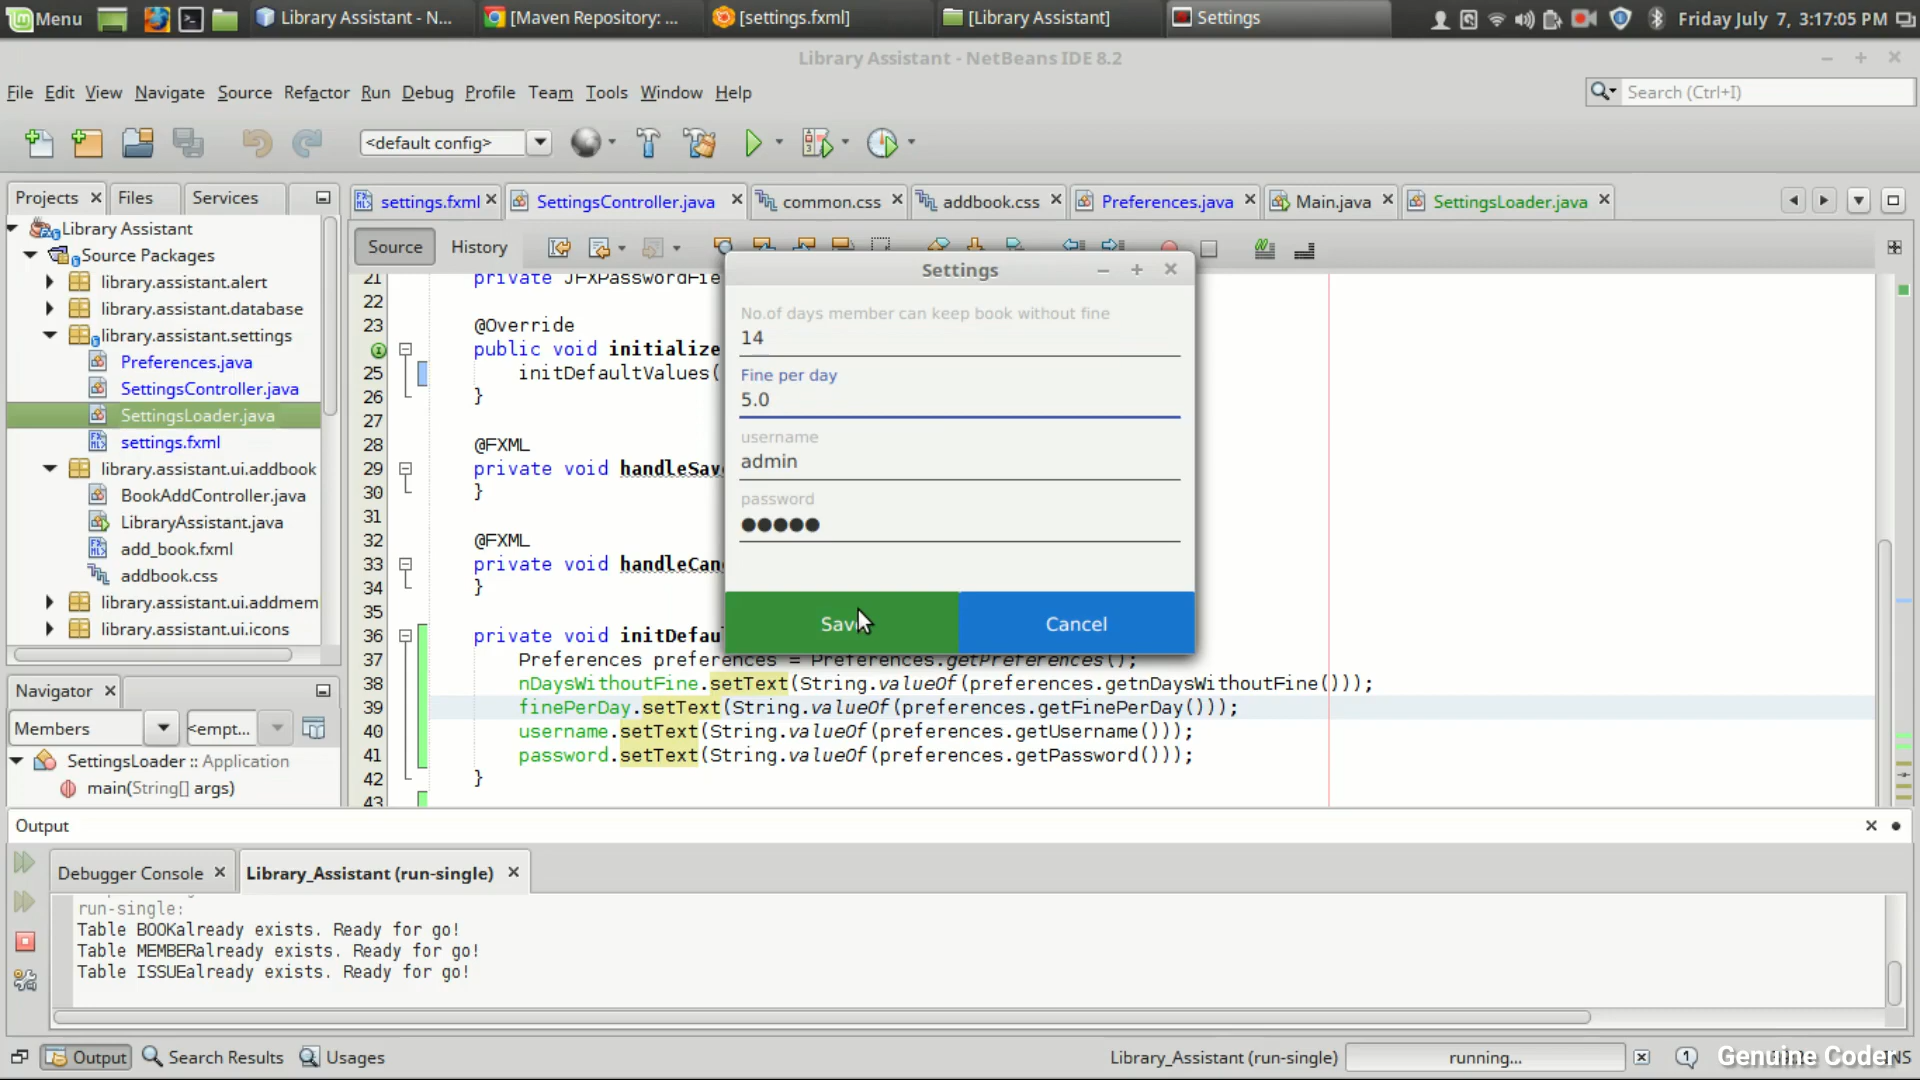 Menu
Library Assistant - N...
[Maven Repository: ...
[settings.fxml]
[Library Assistant]
Settings
Friday July 7, 3:17:05 PM
Library Assistant - NetBeans IDE 8.2
File Edit View Navigate Source Refactor Run Debug Profile Team Tools Window Help
Search (Ctrl+I)
<default config>
Projects
Files
Services
settings.fxml
SettingsController.java
common.css
addbook.css
Preferences.java
Main.java
SettingsLoader.java
Library Assistant
Source Packages
library.assistant.alert
library.assistant.database
library.assistant.settings
Preferences.java
SettingsController.java
SettingsLoader.java
settings.fxml
library.assistant.ui.addbook
BookAddController.java
LibraryAssistant.java
add_book.fxml
addbook.css
library.assistant.ui.addmem
library.assistant.ui.icons
Source
History
21 private JFXPasswordFie
22
23 @Override
public void initialize
25 initDefaultValues(
26 }
27
28 @FXML
29 private void handleSav
30 }
31
32 @FXML
33 private void handleCan
34 }
35
36 private void initDefau
37 Preferences preferences = Preferences.getPreferences();
38 nDaysWithoutFine.setText(String.valueOf(preferences.getnDaysWithoutFine()));
39 finePerDay.setText(String.valueOf(preferences.getFinePerDay()));
40 username.setText(String.valueOf(preferences.getUsername()));
41 password.setText(String.valueOf(preferences.getPassword()));
42 }
43
Settings
No.of days member can keep book without fine
14
Fine per day
5.0
username
admin
password
Save
Cancel
Navigator
Members
<empt...
SettingsLoader :: Application
main(String[] args)
Output
Debugger Console
Library_Assistant (run-single)
run-single:
Table BOOKalready exists. Ready for go!
Table MEMBERalready exists. Ready for go!
Table ISSUEalready exists. Ready for go!
Output
Search Results
Usages
Library_Assistant (run-single)
running...
1
Genuine Coder